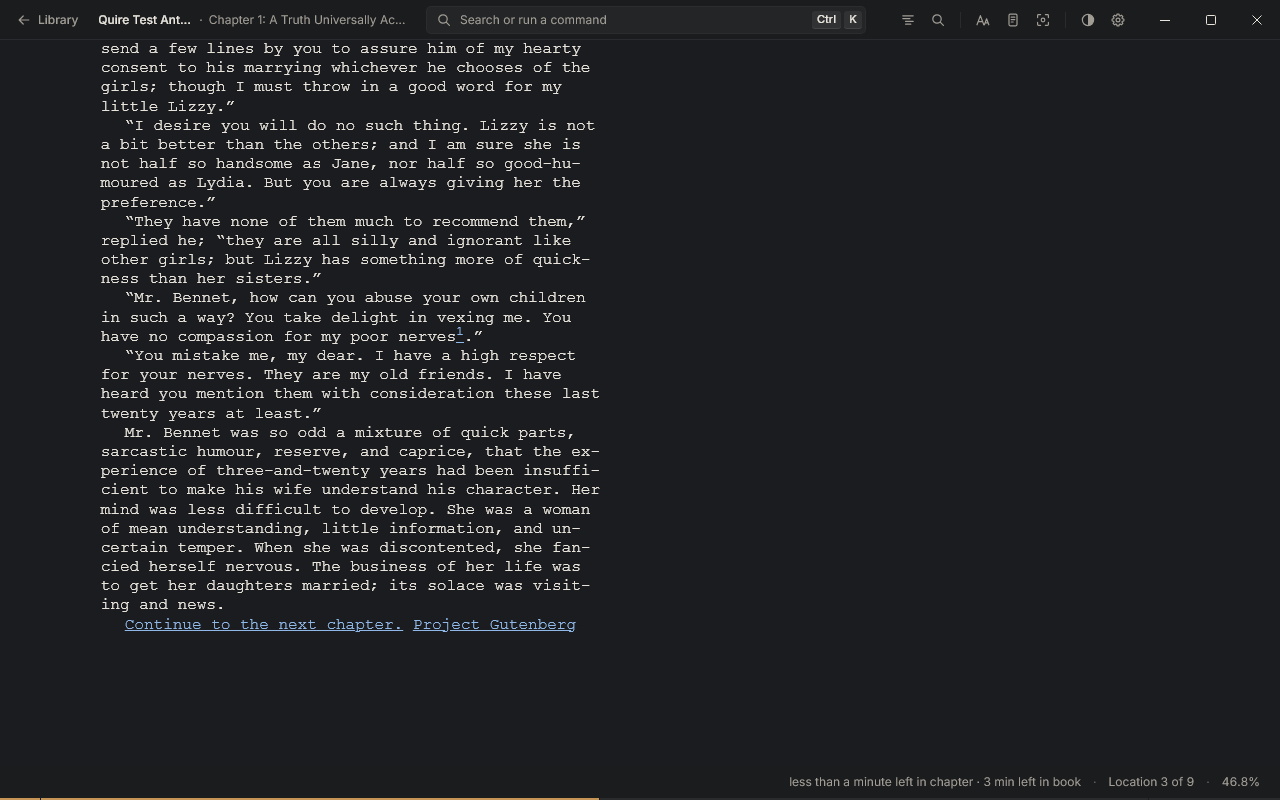 Library
Quire Test Ant... · Chapter 1: A Truth Universally Ac...
Search or run a command
Ctrl K
send a few lines by you to assure him of my hearty
consent to his marrying whichever he chooses of the
girls; though I must throw in a good word for my
little Lizzy.”
“I desire you will do no such thing. Lizzy is not
a bit better than the others; and I am sure she is
not half so handsome as Jane, nor half so good-hu-
moured as Lydia. But you are always giving her the
preference.”
“They have none of them much to recommend them,”
replied he; “they are all silly and ignorant like
other girls; but Lizzy has something more of quick-
ness than her sisters.”
“Mr. Bennet, how can you abuse your own children
in such a way? You take delight in vexing me. You
have no compassion for my poor nerves1.”
“You mistake me, my dear. I have a high respect
for your nerves. They are my old friends. I have
heard you mention them with consideration these last
twenty years at least.”
Mr. Bennet was so odd a mixture of quick parts,
sarcastic humour, reserve, and caprice, that the ex-
perience of three-and-twenty years had been insuffi-
cient to make his wife understand his character. Her
mind was less difficult to develop. She was a woman
of mean understanding, little information, and un-
certain temper. When she was discontented, she fan-
cied herself nervous. The business of her life was
to get her daughters married; its solace was visit-
ing and news.
Continue to the next chapter. Project Gutenberg
less than a minute left in chapter · 3 min left in book · Location 3 of 9 · 46.8%